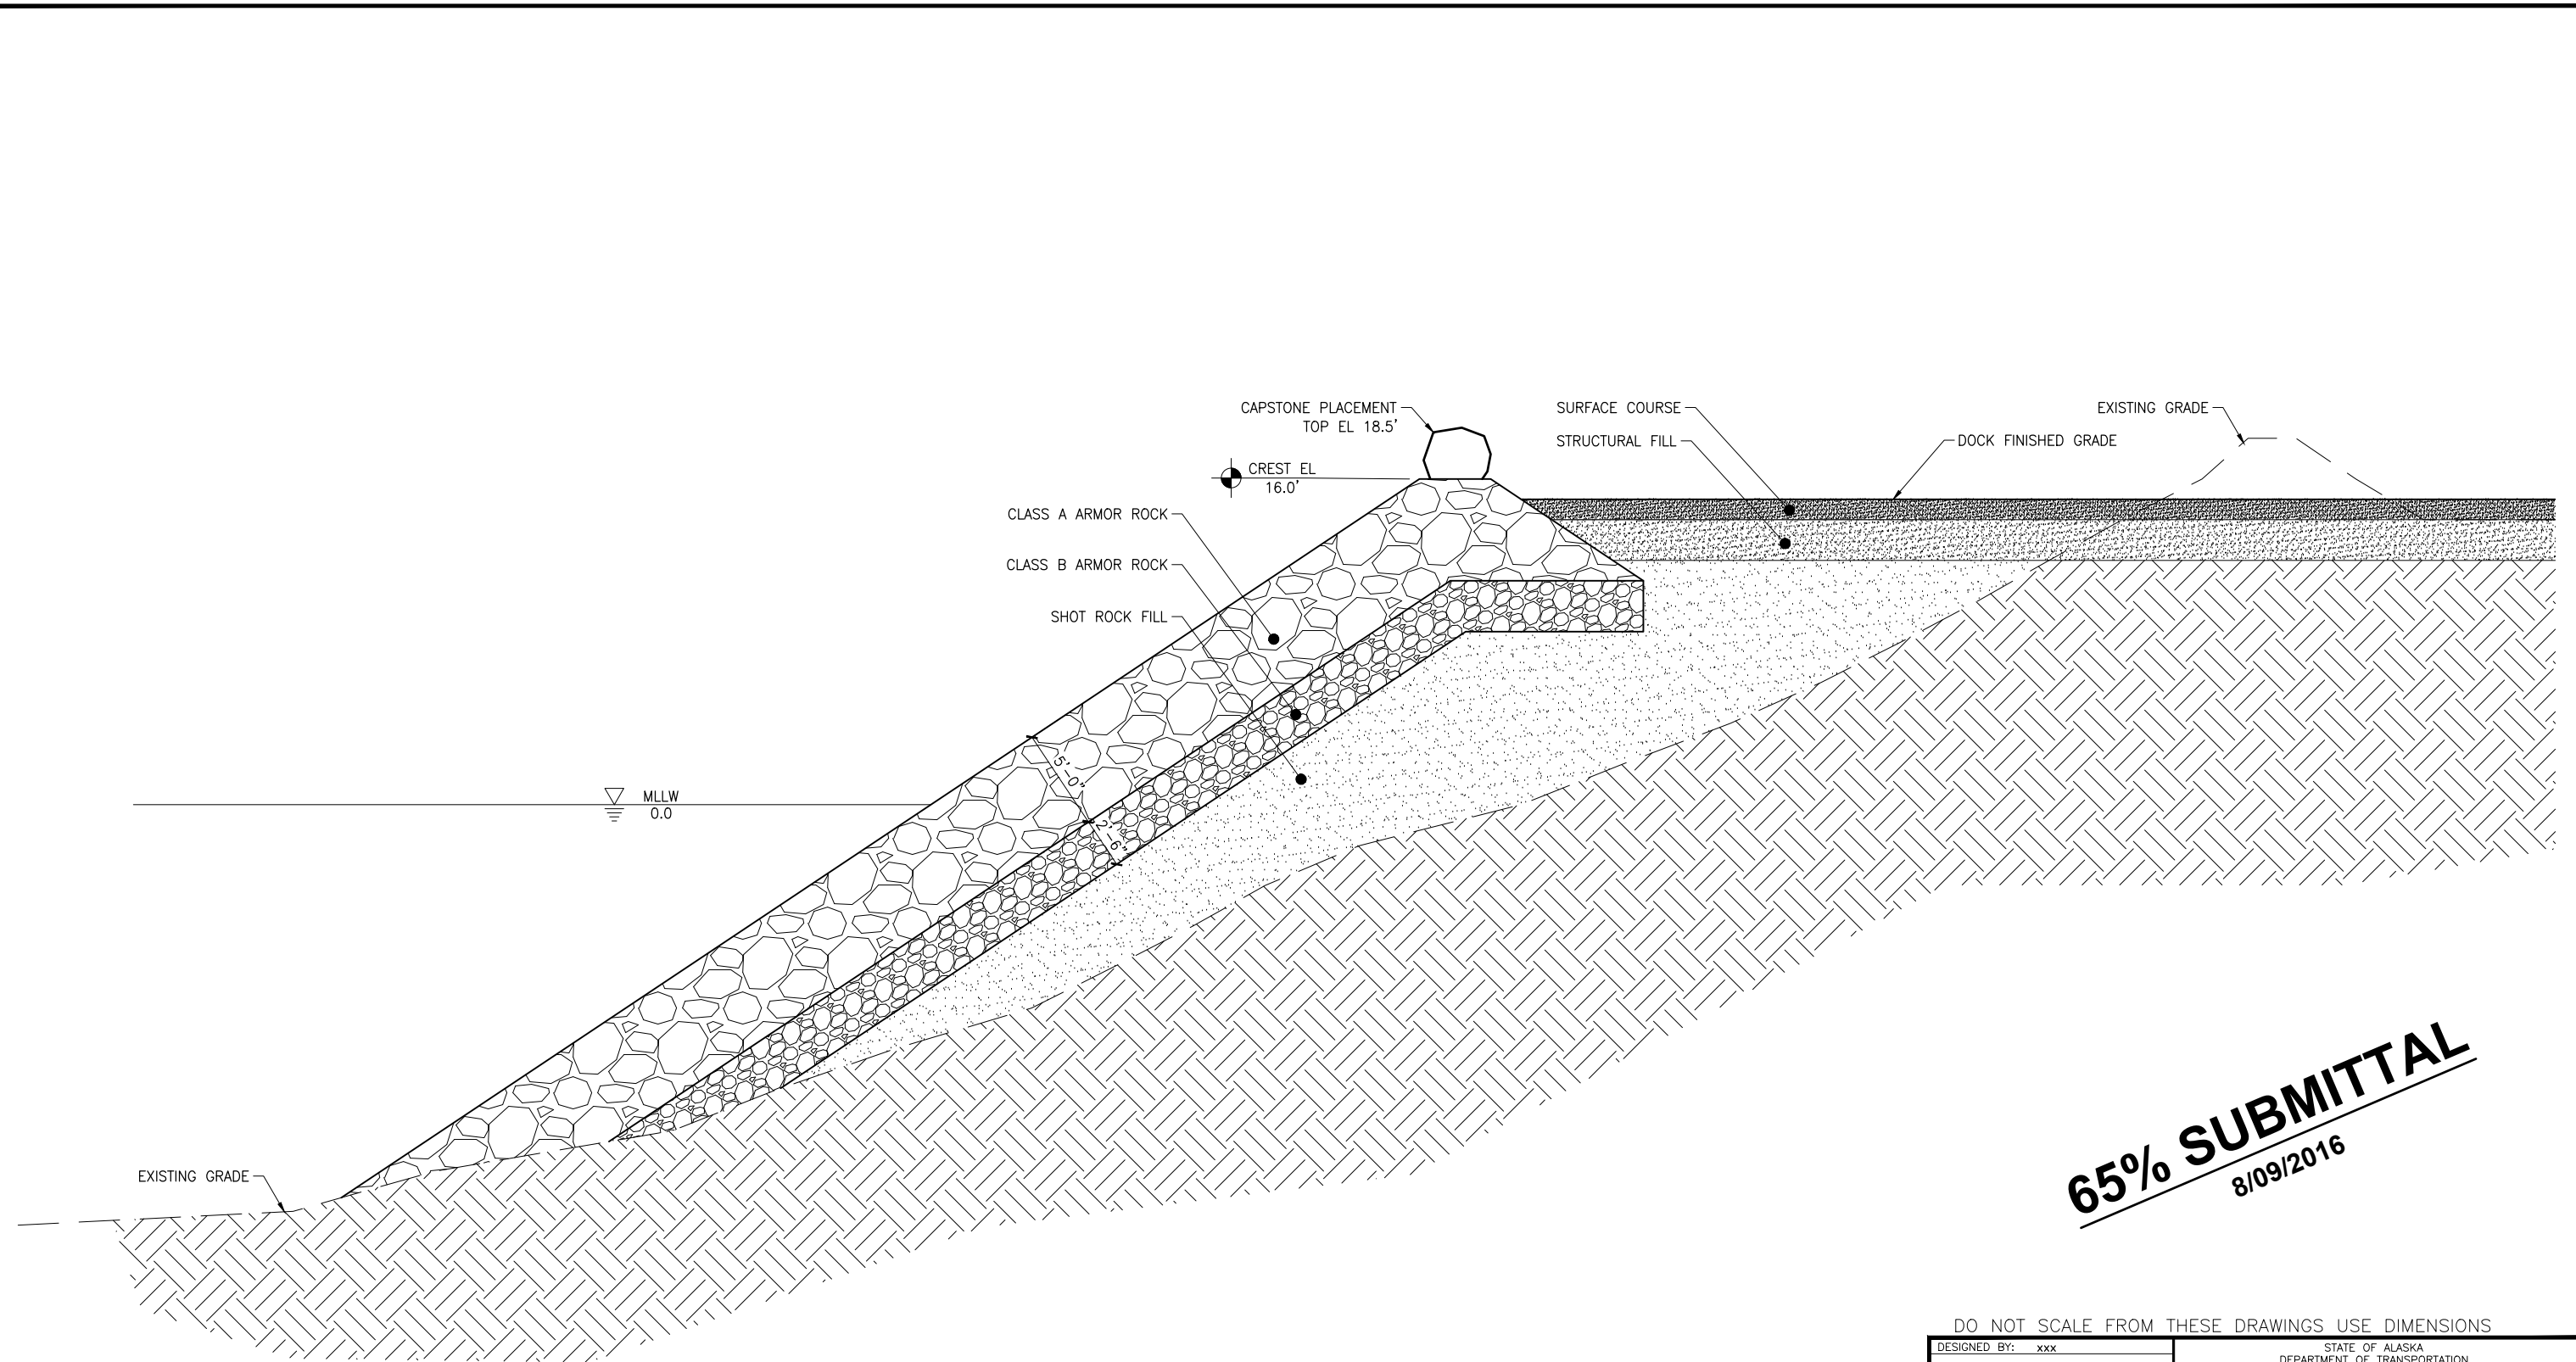 CAPSTONE PLACEMENT
TOP EL 18.5'
SURFACE COURSE
EXISTING GRADE
STRUCTURAL FILL
DOCK FINISHED GRADE
CREST EL
16.0'
CLASS A ARMOR ROCK
CLASS B ARMOR ROCK
SHOT ROCK FILL
5'-0"
2'-6"
MLLW
0.0
EXISTING GRADE
65% SUBMITTAL
8/09/2016
DO NOT SCALE FROM THESE DRAWINGS USE DIMENSIONS
DESIGNED BY: xxx
STATE OF ALASKA
DEPARTMENT OF TRANSPORTATION